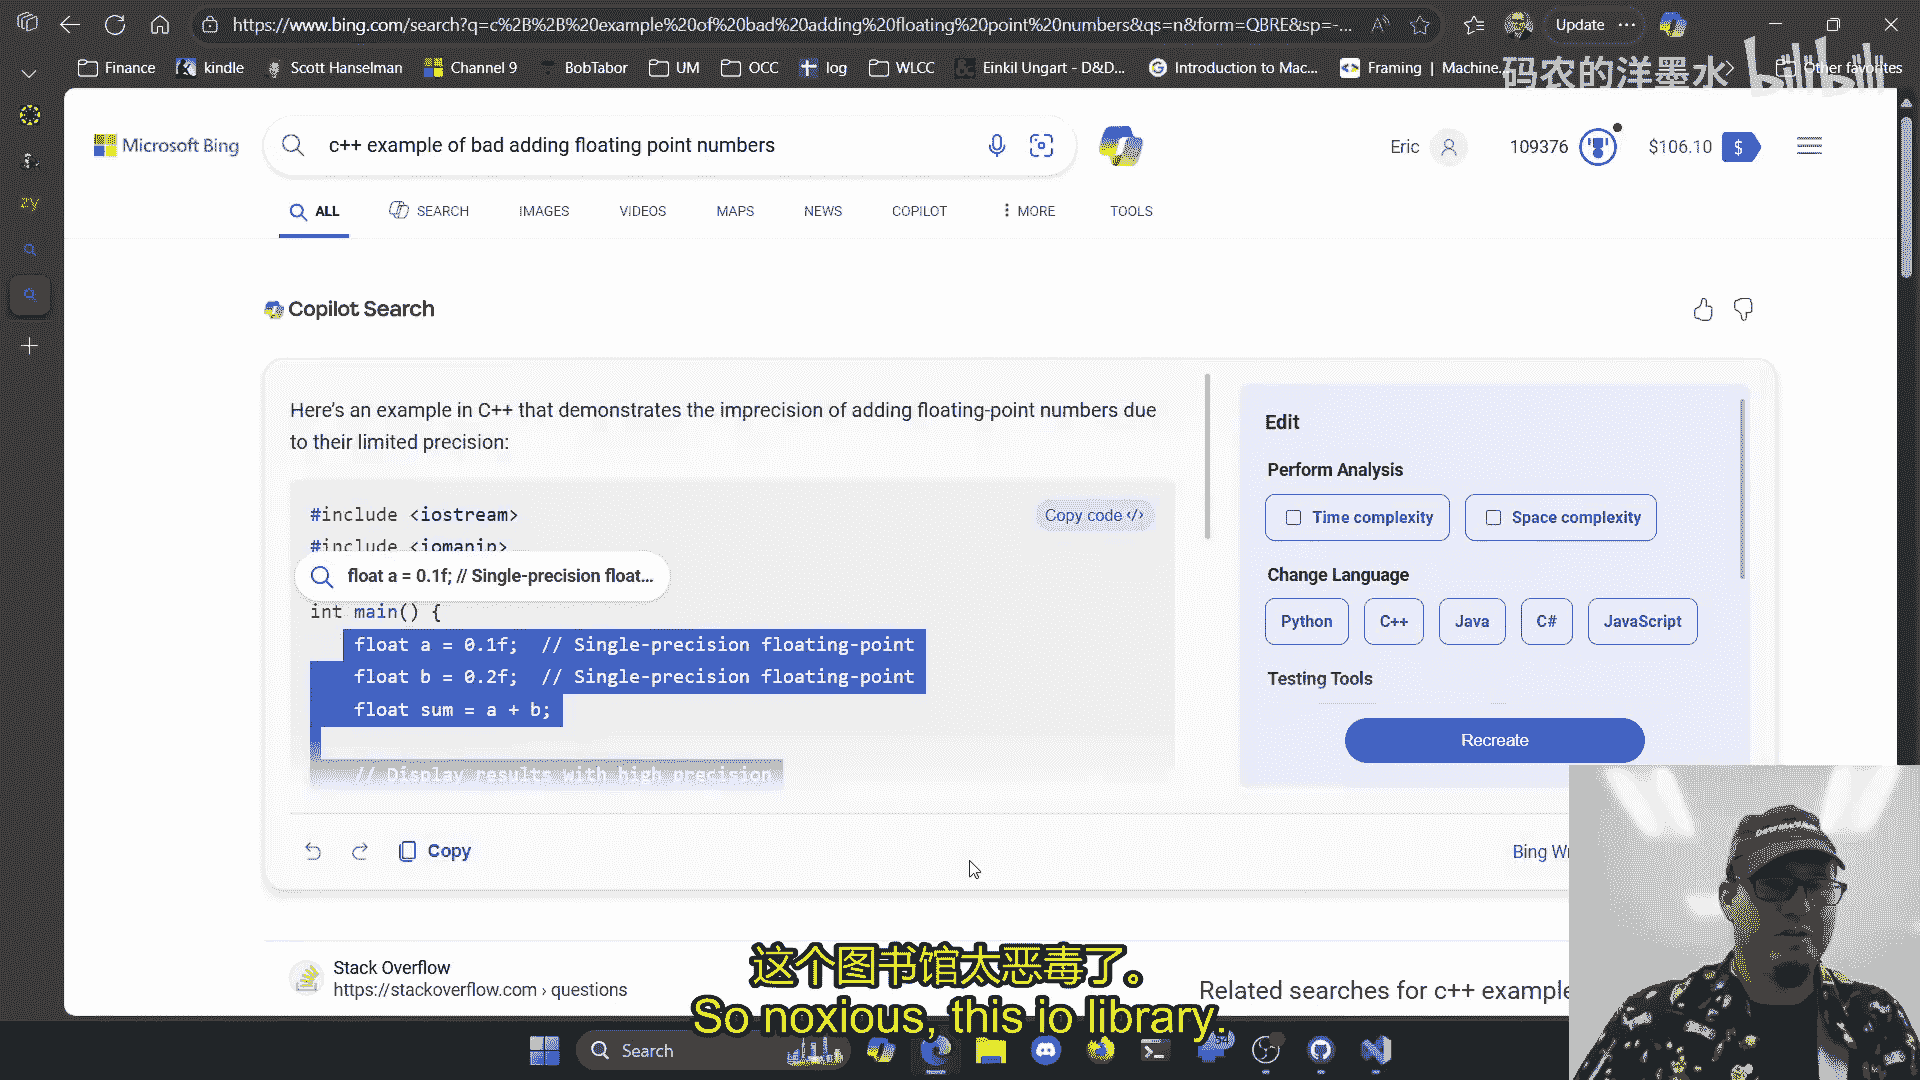 https://www.bing.com/search?q=c%2B%2B%20example%20of%20bad%20adding%20floating%20point%20numbers&qs=n&form=QBRE&sp=-...
Update
Finance
kindle
Scott Hanselman
Channel 9
BobTabor
UM
OCC
log
WLCC
Einkil Ungart - D&D...
Introduction to Mac...
Framing | Machine...
Other favorites
码农的洋墨水
bilibili
Microsoft Bing
c++ example of bad adding floating point numbers
Eric
109376
$106.10
ALL
SEARCH
IMAGES
VIDEOS
MAPS
NEWS
COPILOT
MORE
TOOLS
Copilot Search
Here's an example in C++ that demonstrates the imprecision of adding floating-point numbers due
to their limited precision:
#include <iostream>
Copy code </>
#include <iomanip>
float a = 0.1f; // Single-precision float...
int main() {
float a = 0.1f;  // Single-precision floating-point
float b = 0.2f;  // Single-precision floating-point
float sum = a + b;
// Display results with high precision
Edit
Perform Analysis
Time complexity
Space complexity
Change Language
Python
C++
Java
C#
JavaScript
Testing Tools
Recreate
Copy
Bing
Stack Overflow
https://stackoverflow.com › questions
Related searches for c++ example
这个图书馆太恶毒了。
So noxious, this io library.
Search